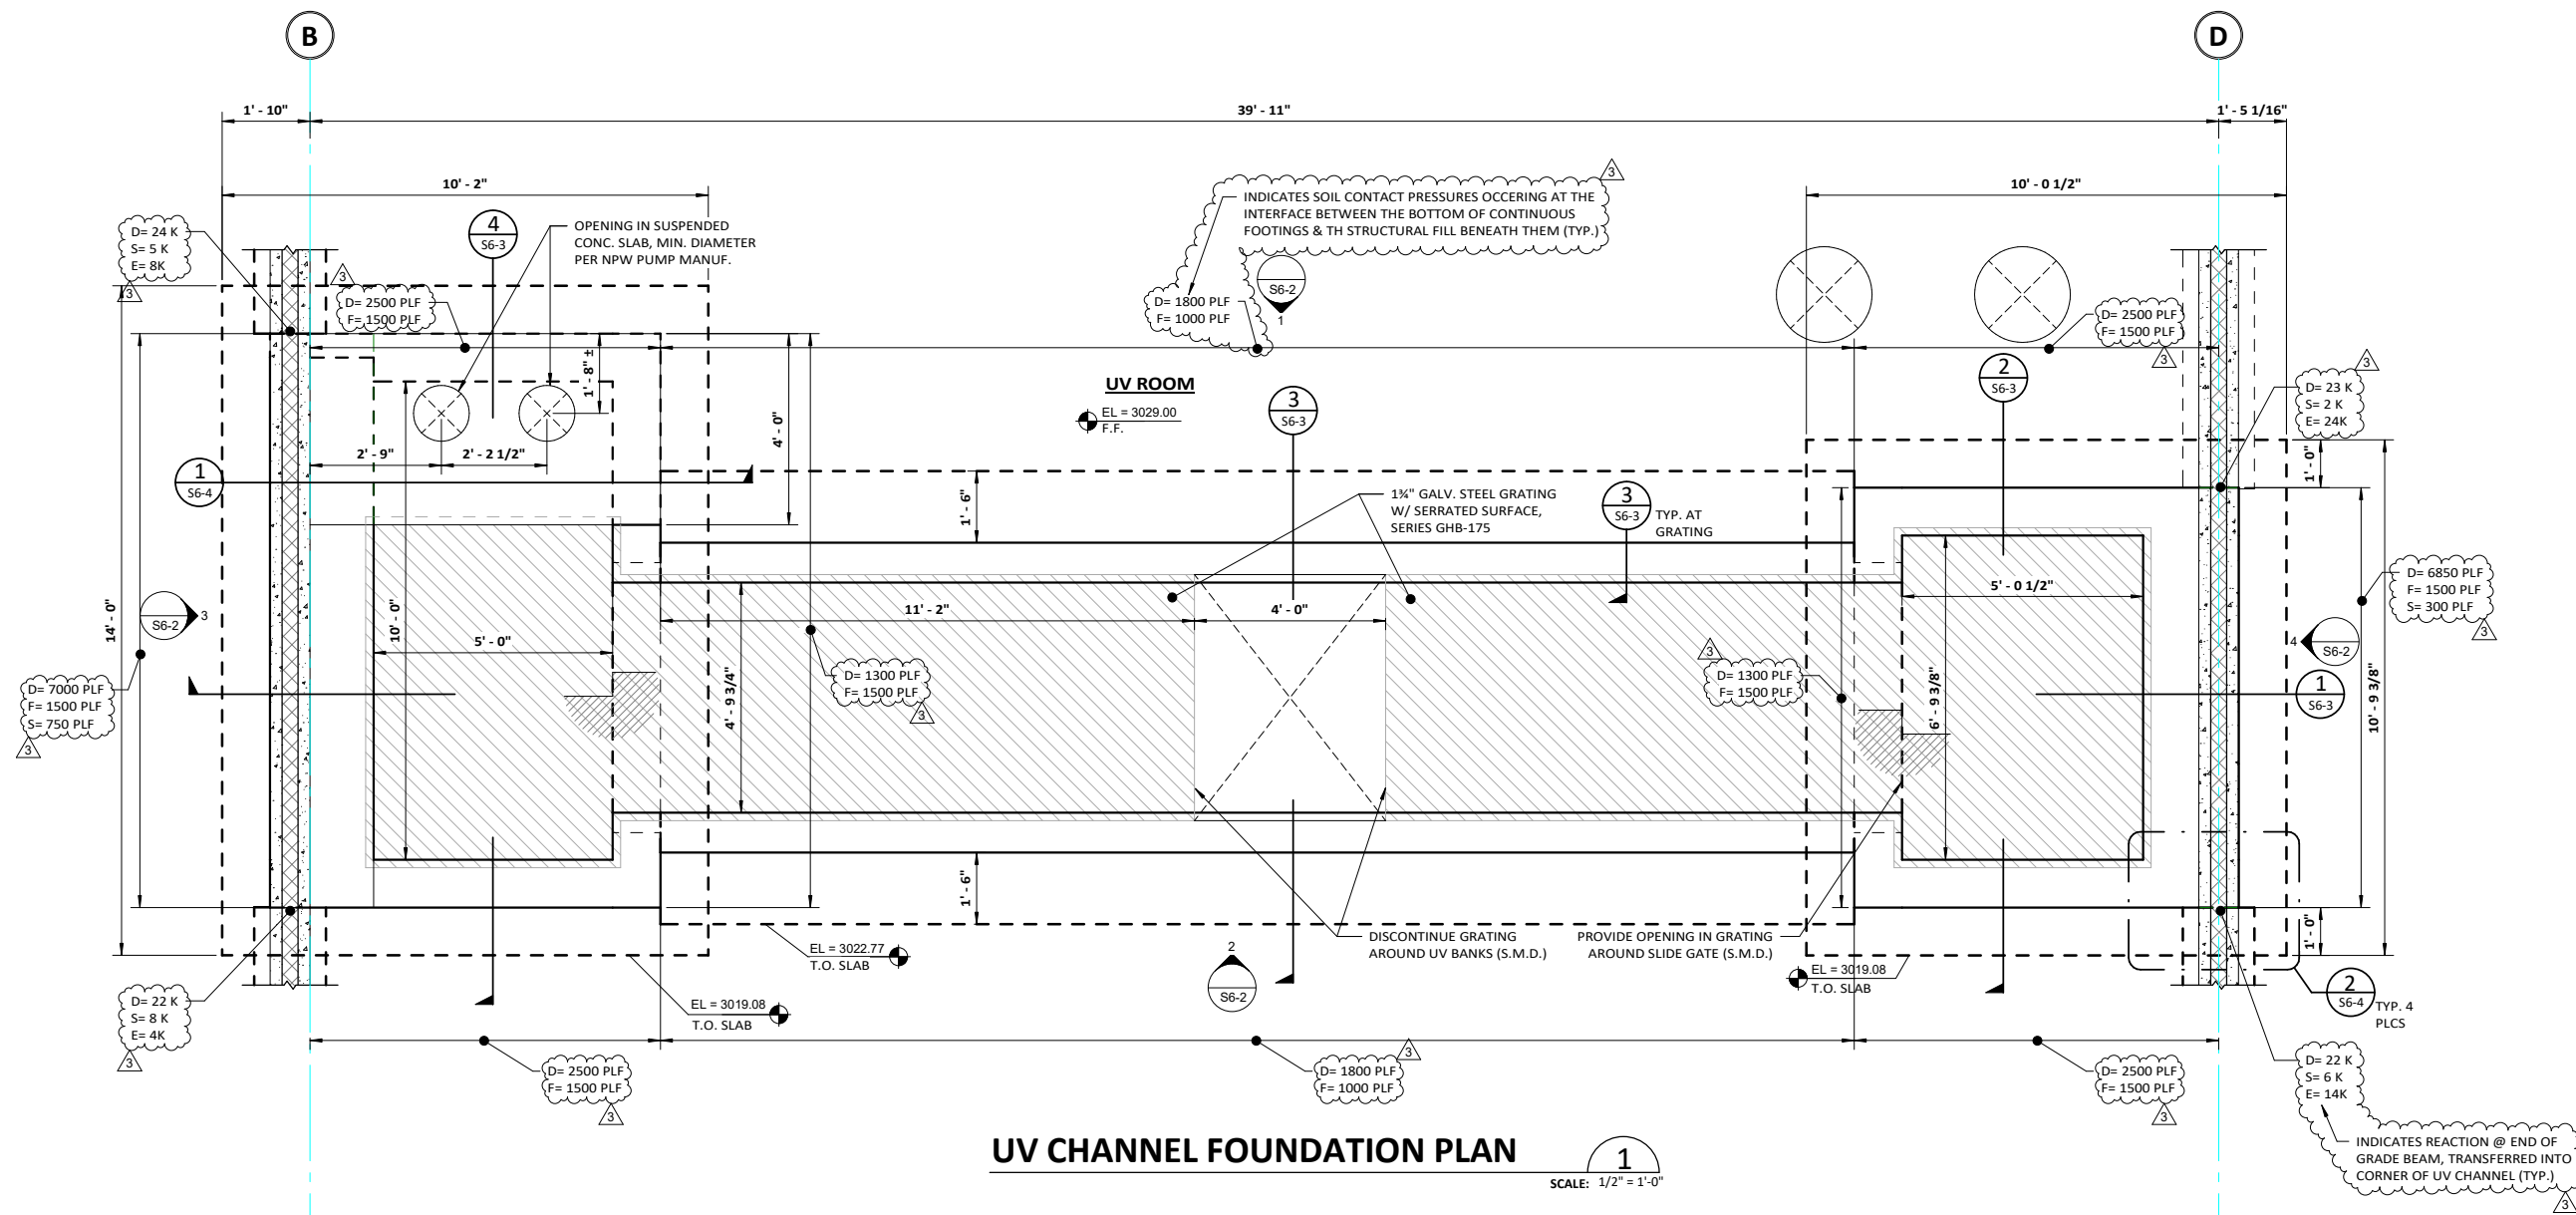 B
D
1' - 10"
39' - 11"
1' - 5 1/16"
10' - 2"
10' - 0 1/2"
3
INDICATES SOIL CONTACT PRESSURES OCCERING AT THE
INTERFACE BETWEEN THE BOTTOM OF CONTINUOUS
FOOTINGS & TH STRUCTURAL FILL BENEATH THEM (TYP.)
D= 24 K
S= 5 K
E= 8K
3
4
S6-3
OPENING IN SUSPENDED
CONC. SLAB, MIN. DIAMETER
PER NPW PUMP MANUF.
3
D= 2500 PLF
F= 1500 PLF
D= 1800 PLF
F= 1000 PLF
S6-2
1
D= 2500 PLF
F= 1500 PLF
3
1' - 8" ±
UV ROOM
EL = 3029.00
F.F.
3
S6-3
2
S6-3
3
D= 23 K
S= 2 K
E= 24K
4' - 0"
2' - 9"
2' - 2 1/2"
1
S6-4
1' - 6"
1¾" GALV. STEEL GRATING
W/ SERRATED SURFACE,
SERIES GHB-175
3
S6-3
TYP. AT
GRATING
1' - 0"
D= 6850 PLF
F= 1500 PLF
S= 300 PLF
3
14' - 0"
S6-2
3
10' - 0"
5' - 0"
11' - 2"
4' - 0"
5' - 0 1/2"
4
S6-2
1
S6-3
10' - 9 3/8"
D= 7000 PLF
F= 1500 PLF
S= 750 PLF
3
4' - 9 3/4"
D= 1300 PLF
F= 1500 PLF
3
3
D= 1300 PLF
F= 1500 PLF
6' - 9 3/8"
1' - 6"
EL = 3022.77
T.O. SLAB
DISCONTINUE GRATING
AROUND UV BANKS (S.M.D.)
PROVIDE OPENING IN GRATING
AROUND SLIDE GATE (S.M.D.)
1' - 0"
EL = 3019.08
T.O. SLAB
2
S6-2
D= 22 K
S= 8 K
E= 4K
3
EL = 3019.08
T.O. SLAB
2
S6-4
TYP. 4
PLCS
D= 2500 PLF
F= 1500 PLF
3
3
D= 1800 PLF
F= 1000 PLF
D= 2500 PLF
F= 1500 PLF
3
D= 22 K
S= 6 K
E= 14K
INDICATES REACTION @ END OF
GRADE BEAM, TRANSFERRED INTO
CORNER OF UV CHANNEL (TYP.)
3
UV CHANNEL FOUNDATION PLAN
1
SCALE: 1/2" = 1'-0"